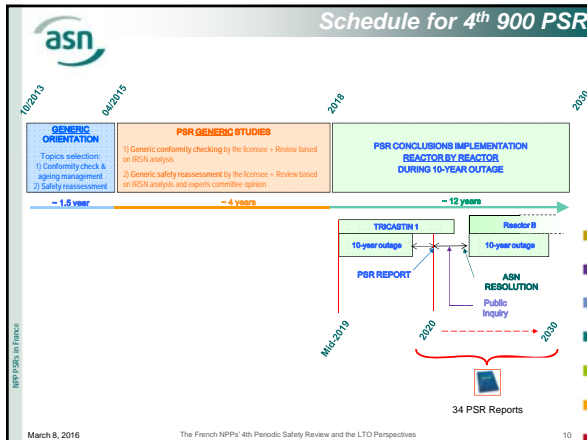 Schedule for 4th 900 PSR
asn
10/2013
04/2015
2018
2030
GENERIC
ORIENTATION
Topics selection:
1) Conformity check &
ageing management
2) Safety reassessment
PSR GENERIC STUDIES
1) Generic conformity checking by the licensee + Review based
on IRSN analysis
2) Generic safety reassessment by the licensee + Review based
on IRSN analysis and experts committee opinion
PSR CONCLUSIONS IMPLEMENTATION
REACTOR BY REACTOR
DURING 10-YEAR OUTAGE
~ 1.5 year
~ 4 years
~ 12 years
TRICASTIN 1
Reactor B
10-year outage
10-year outage
PSR REPORT
ASN
RESOLUTION
Public
Inquiry
Mid-2019
2020
2030
34 PSR Reports
NPP PSRs in France
March 8, 2016
The French NPPs' 4th Periodic Safety Review and the LTO Perspectives
10